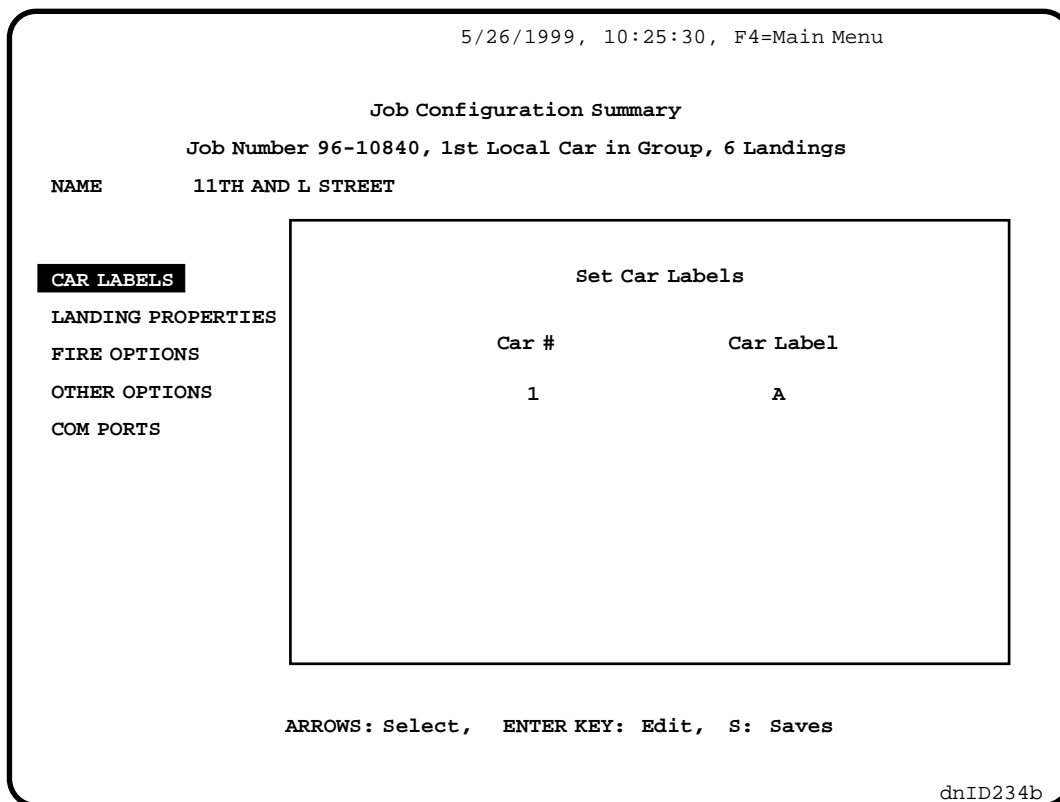 5/26/1999, 10:25:30, F4=Main Menu
Job Configuration Summary
Job Number 96-10840, 1st Local Car in Group, 6 Landings
NAME 11TH AND L STREET
CAR LABELS
LANDING PROPERTIES
FIRE OPTIONS
OTHER OPTIONS
COM PORTS
Set Car Labels
Car # Car Label
1 A
ARROWS: Select, ENTER KEY: Edit, S: Saves
dnID234b